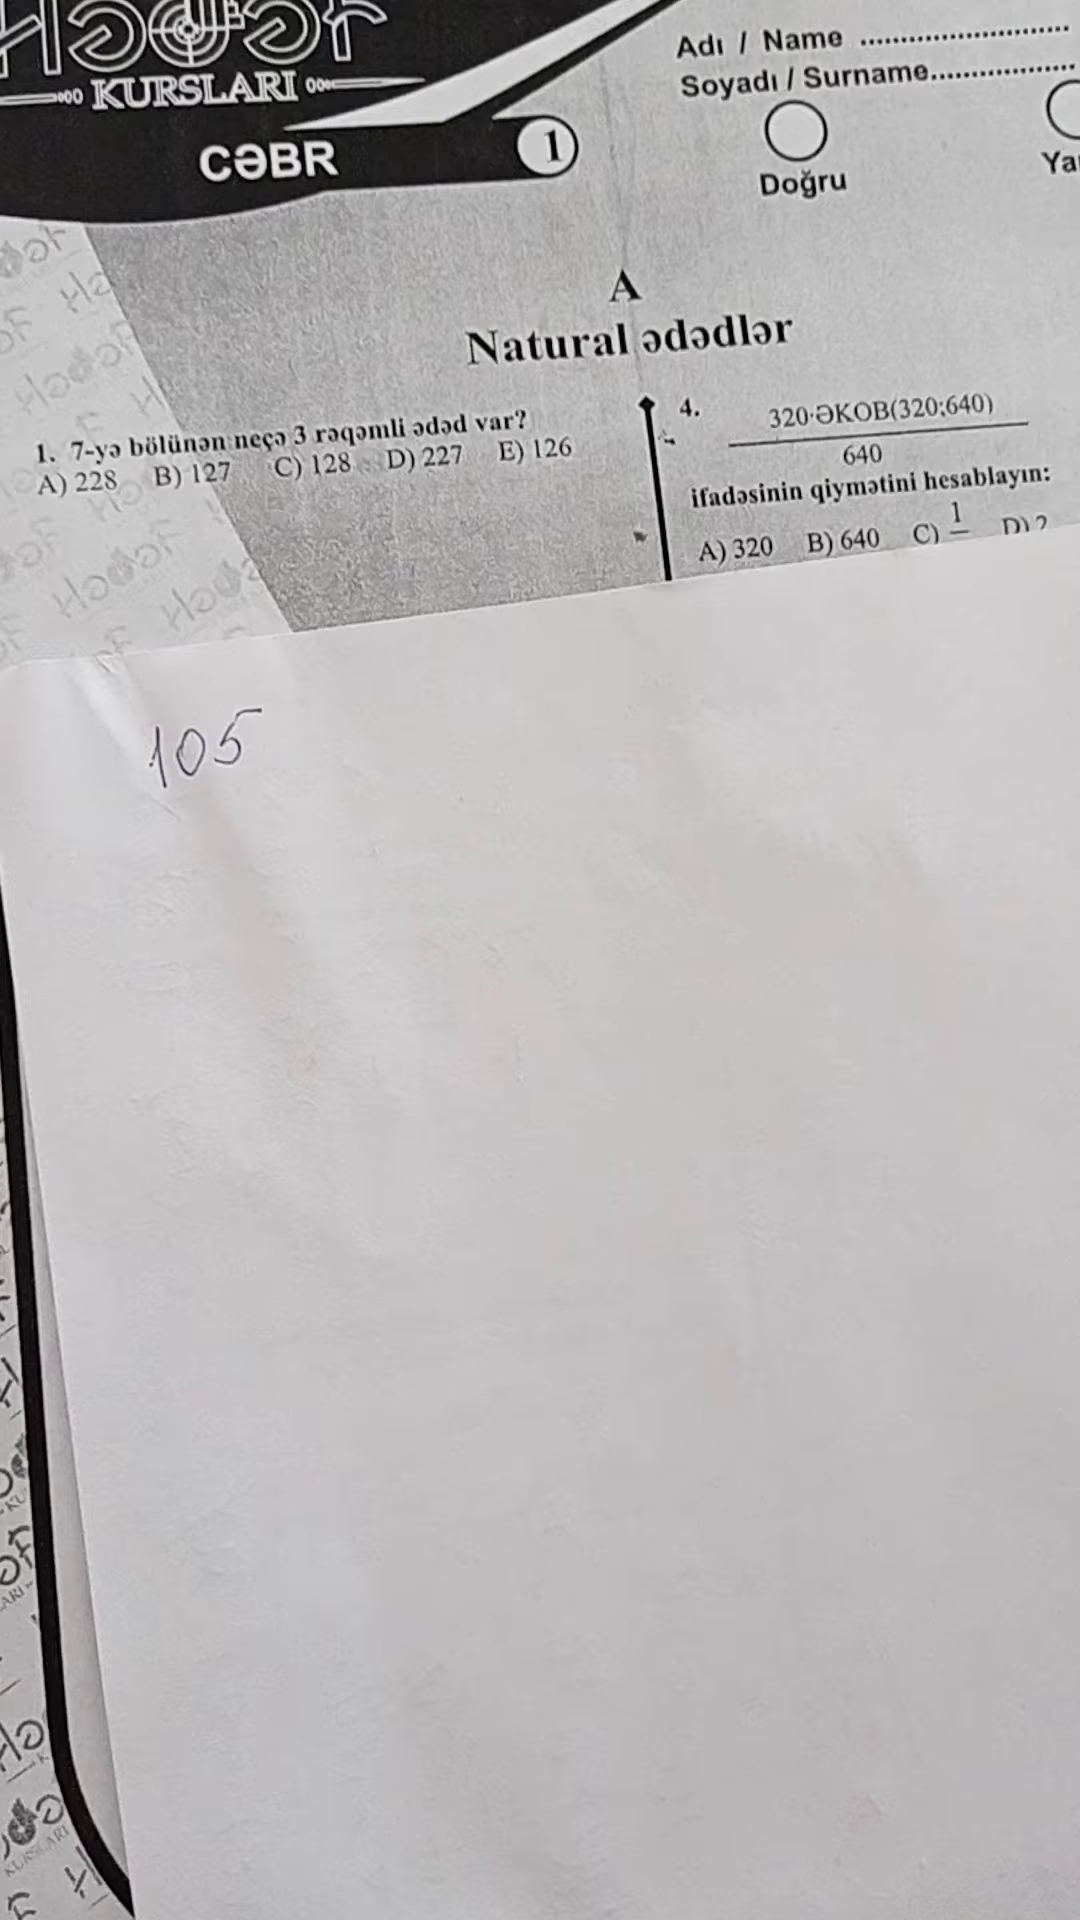 Hədəf
KURSLARI
CƏBR
1
Adı / Name ..........................
Soyadı / Surname..................
Doğru
A
Natural ədədlər
1. 7-yə bölünən neçə 3 rəqəmli ədəd var?
A) 228 B) 127 C) 128 D) 227 E) 126
4. 320·ƏKOB(320;640)
640
ifadəsinin qiymətini hesablayın:
A) 320 B) 640 C) 1 D) 2
105